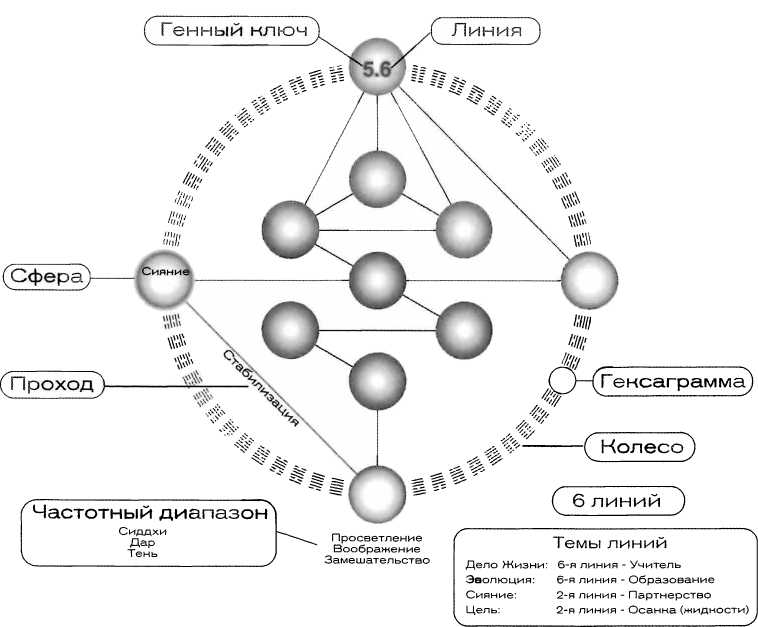 Генный ключ
Линия
5.6
Сфера
Сияние
Проход
Стабилизация
Гексаграмма
Колесо
6 линий
Частотный диапазон
Сиддхи
Дар
Тень
Просветление
Воображение
Замешательство
Темы линий
Дело Жизни: 6-я линия - Учитель
Эволюция: 6-я линия - Образование
Сияние: 2-я линия - Партнерство
Цель: 2-я линия - Осанка (жидкости)